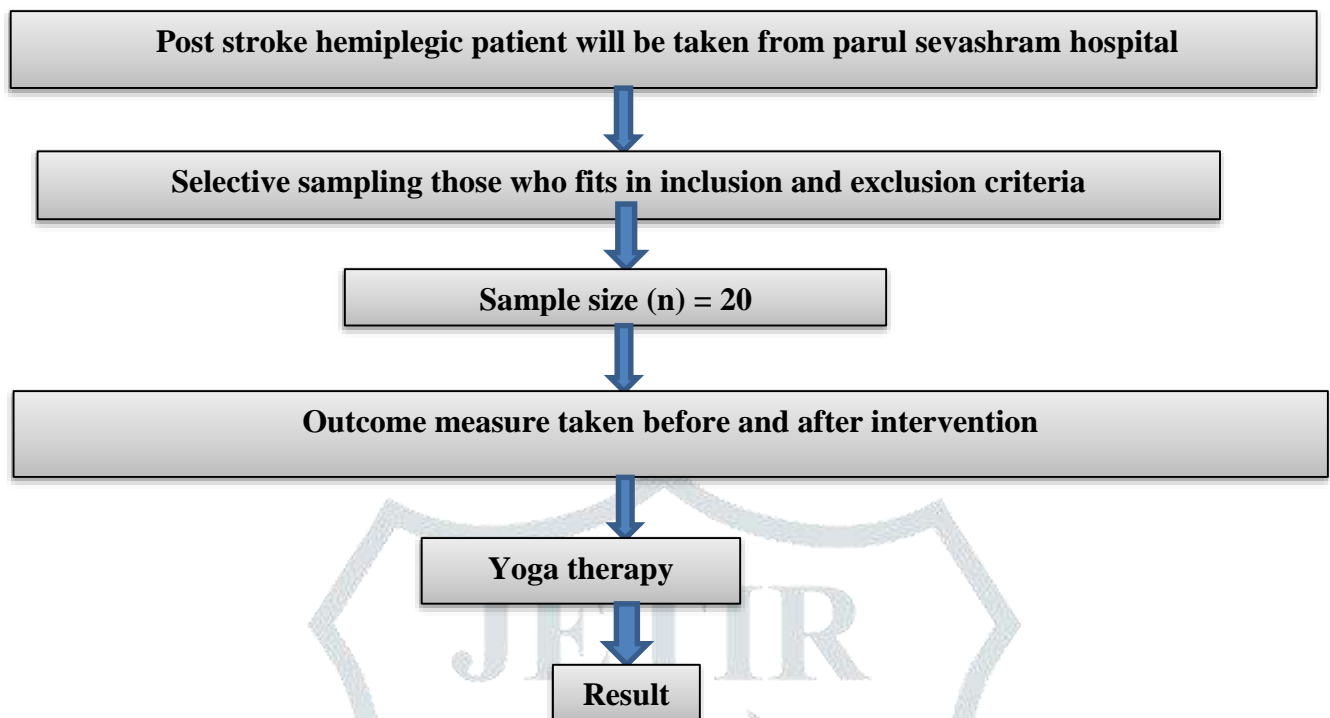 Post stroke hemiplegic patient will be taken from parul sevashram hospital
Selective sampling those who fits in inclusion and exclusion criteria
Sample size (n) = 20
Outcome measure taken before and after intervention
Yoga therapy
JETIR
Result